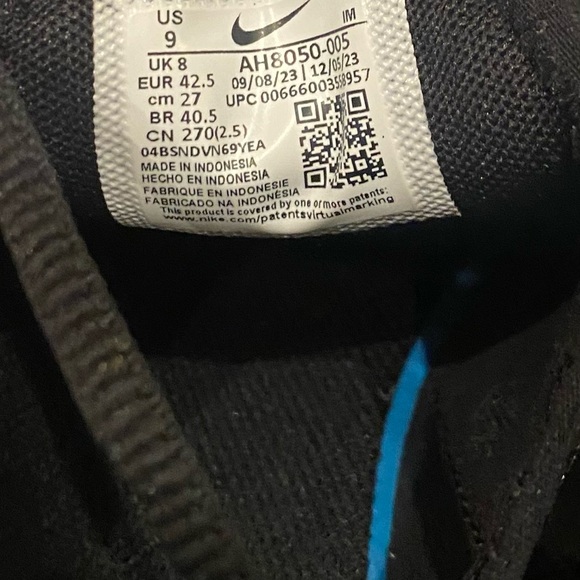 US
9
IM
UK 8
AH8050-005
EUR 42.5
09/08/23 | 12/05/23
cm 27
BR 40.5
UPC
CN 270(2.5)
04BSNDVN69YEA
MADE IN INDONESIA
HECHO EN INDONESIA
FABRIQUE EN INDONESIE
FABRICADO NA INDONÉSIA
This product is covered by one or more patents:
www.nike.com/patentsvirtualmarking